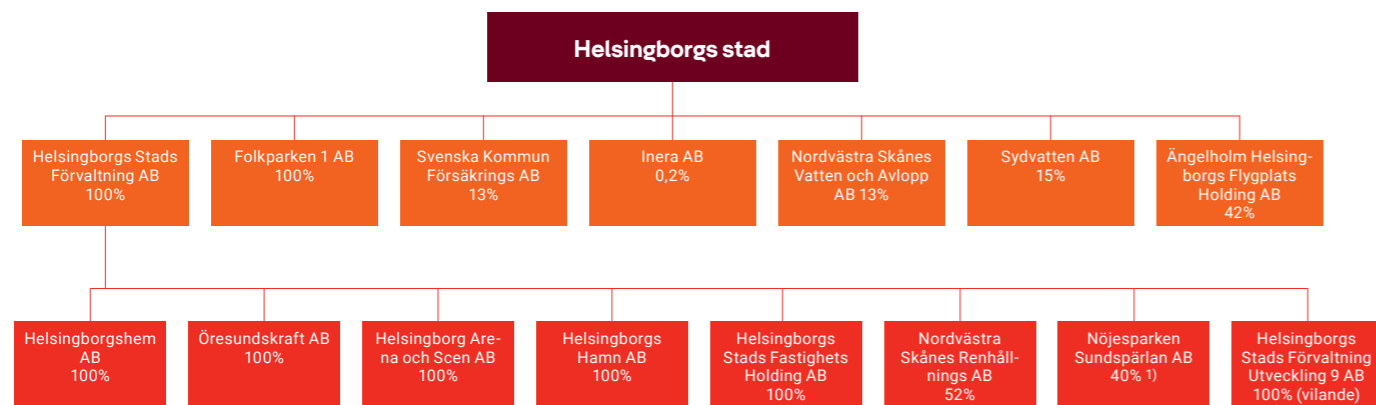 Helsingborgs stad
Helsingborgs Stads
Förvaltning AB
100%
Folkparken 1 AB
100%
Svenska Kommun
Försäkrings AB
13%
Inera AB
0,2%
Nordvästra Skånes
Vatten och Avlopp
AB 13%
Sydvatten AB
15%
Ängelholm Helsing-
borgs Flygplats
Holding AB
42%
Helsingborgshem
AB
100%
Öresundskraft AB
100%
Helsingborg Are-
na och Scen AB
100%
Helsingborgs
Hamn AB
100%
Helsingborgs
Stads Fastighets
Holding AB
100%
Nordvästra
Skånes Renhåll-
nings AB
52%
Nöjesparken
Sundspärlan AB
40% 1)
Helsingborgs
Stads Förvaltning
Utveckling 9 AB
100% (vilande)